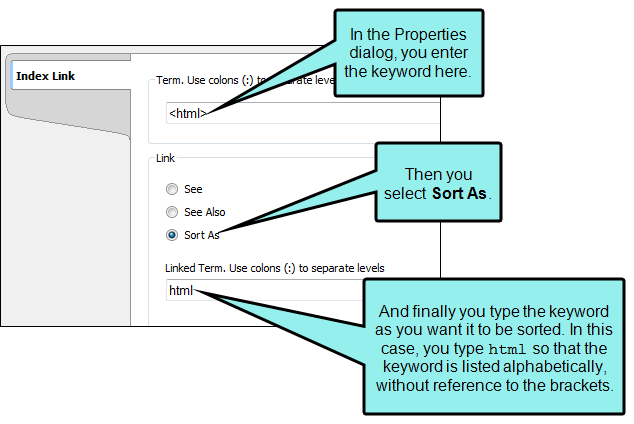 In the Properties
dialog, you enter
the keyword here.
Index Link
Term. Use colons (:) to separate leve
<html>
Link
Then you
select Sort As.
See
See Also
Sort As
Linked Term. Use colons (:) to separate levels
html
And finally you type the keyword
as you want it to be sorted. In this
case, you type html so that the
keyword is listed alphabetically,
without reference to the brackets.